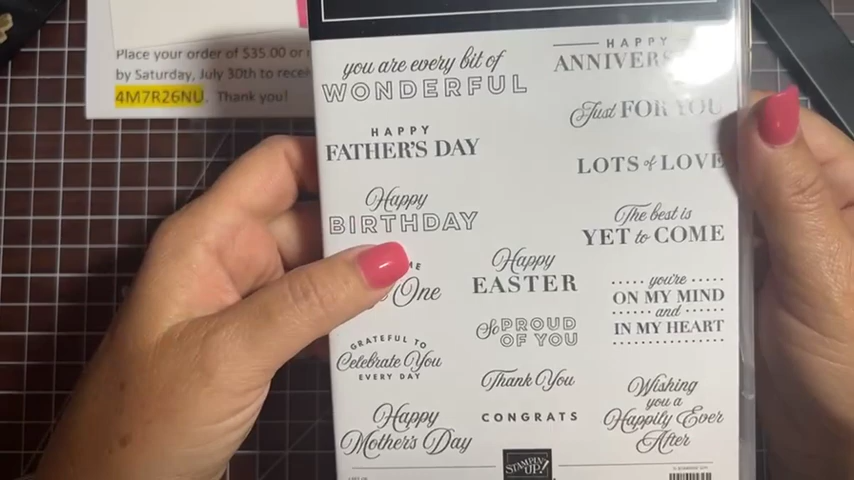 Place your order of $35.00 or
by Saturday, July 30th to
4M7R26NU. Thank you!
you are every bit of
WONDERFUL
HAPPY
FATHER'S DAY
Happy
BIRTHDAY
One
GRATEFUL TO
Celebrate You
EVERY DAY
Happy
Mother's Day
Happy
EASTER
So PROUD
OF YOU
Thank You
CONGRATS
HAPPY
Just FOR YOU
LOTS of LOVE
The best is
YET to COME
you're
ON MY MIND
and
IN MY HEART
Wishing
you a
Happily Ever
After
STAMPIN' UP!